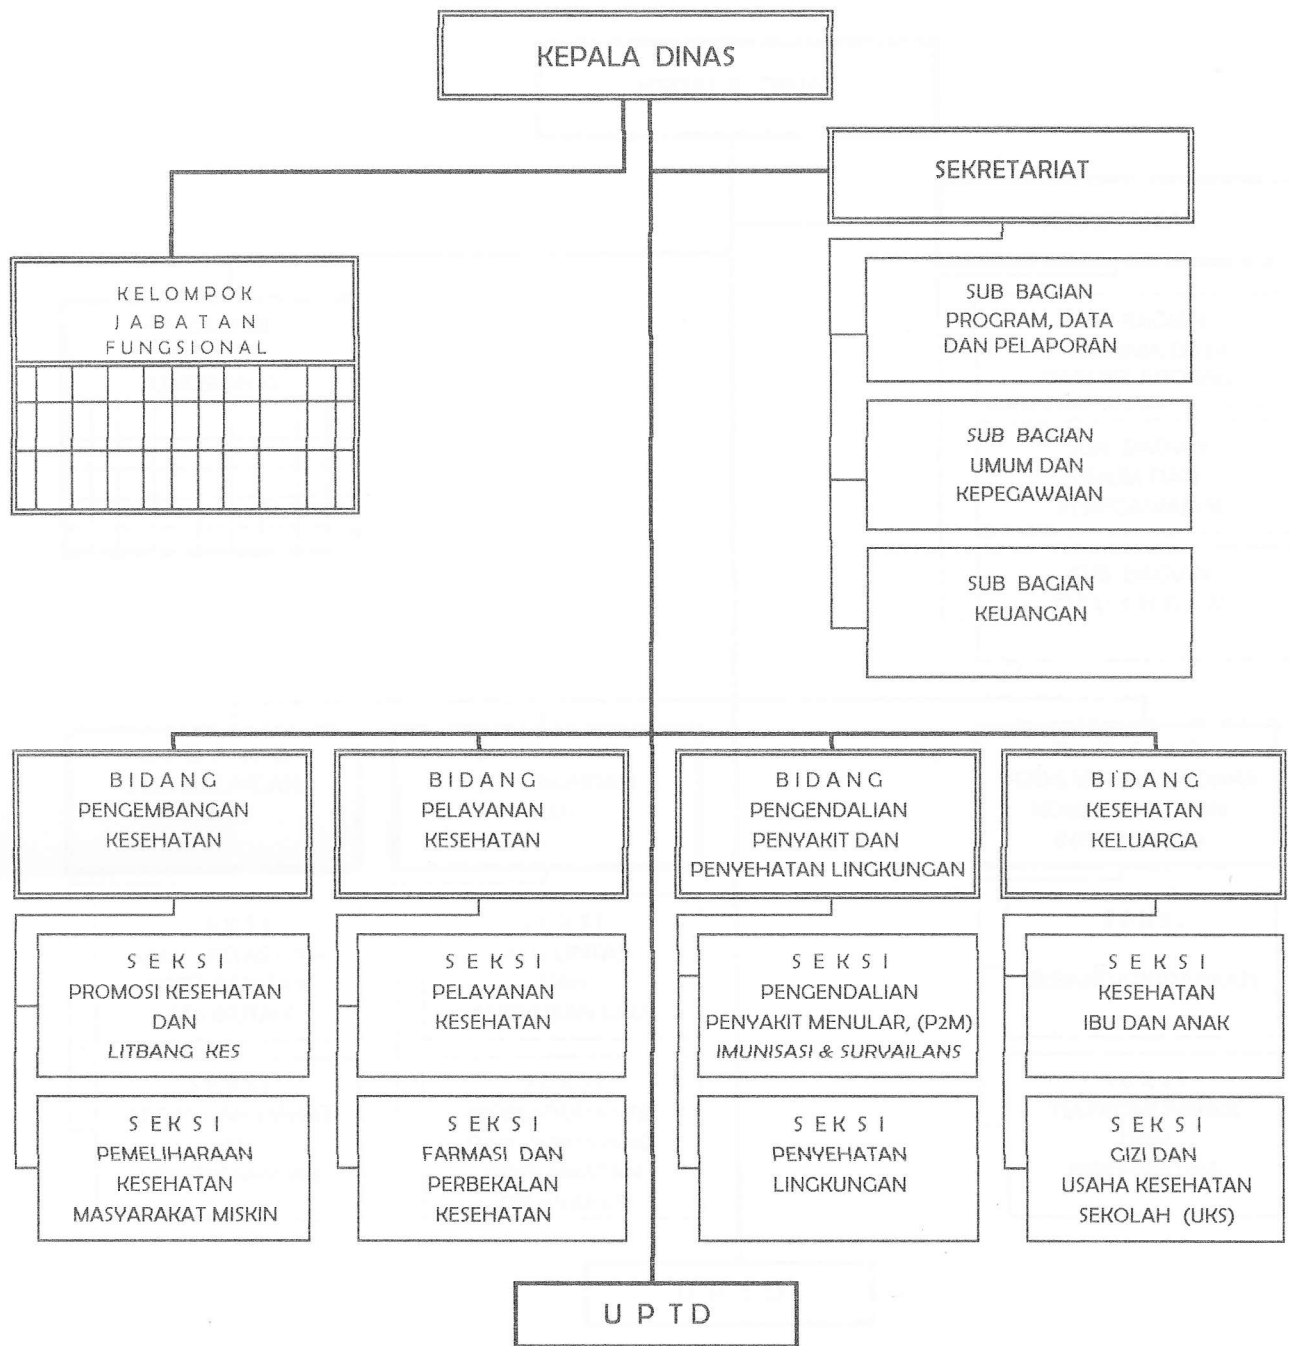 KEPALA DINAS
SEKRETARIAT
KELOMPOK
JABATAN
FUNGSIONAL
SUB BAGIAN
PROGRAM, DATA
DAN PELAPORAN
SUB BAGIAN
UMUM DAN
KEPEGAWAIAN
SUB BAGIAN
KEUANGAN
BIDANG
PENGEMBANGAN
KESEHATAN
BIDANG
PELAYANAN
KESEHATAN
BIDANG
PENGENDALIAN
PENYAKIT DAN
PENYEHATAN LINGKUNGAN
BIDANG
KESEHATAN
KELUARGA
SEKSI
PROMOSI KESEHATAN
DAN
LITBANG KES
SEKSI
PELAYANAN
KESEHATAN
SEKSI
PENGENDALIAN
PENYAKIT MENULAR, (P2M)
IMUNISASI & SURVAILANS
SEKSI
KESEHATAN
IBU DAN ANAK
SEKSI
PEMELIHARAAN
KESEHATAN
MASYARAKAT MISKIN
SEKSI
FARMASI DAN
PERBEKALAN
KESEHATAN
SEKSI
PENYEHATAN
LINGKUNGAN
SEKSI
GIZI DAN
USAHA KESEHATAN
SEKOLAH (UKS)
UPTD